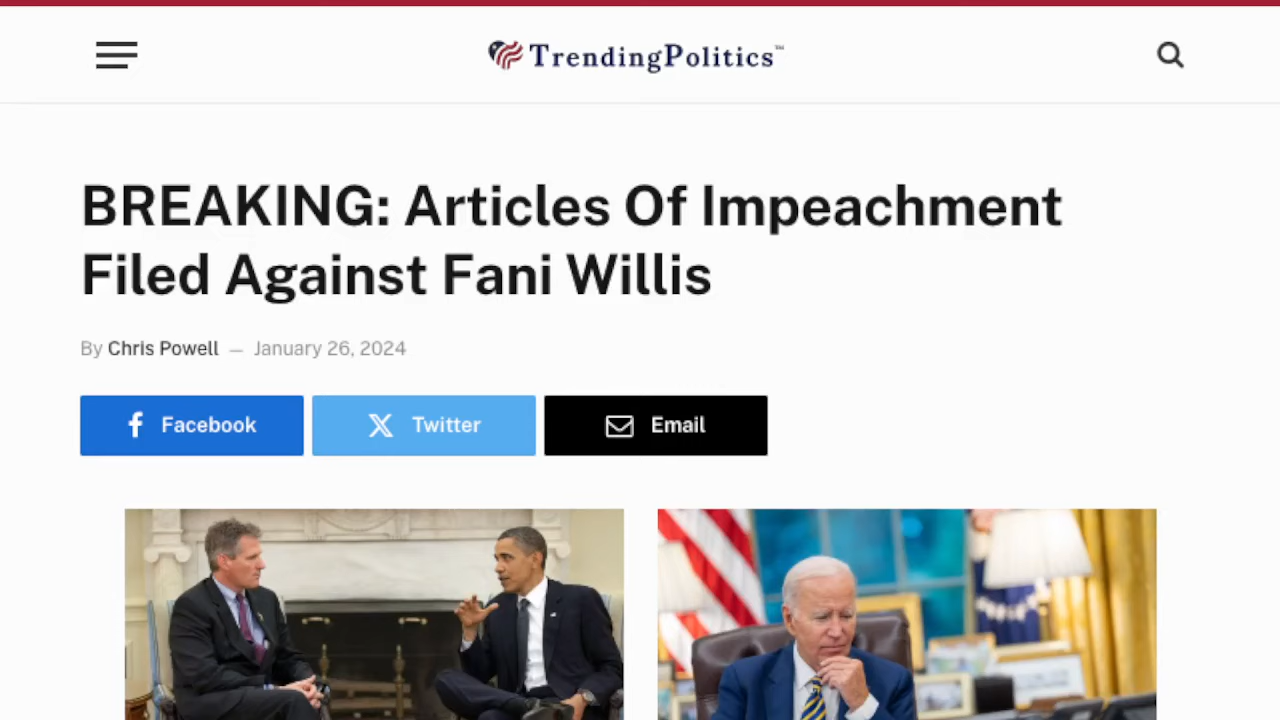 TrendingPolitics™
BREAKING: Articles Of Impeachment
Filed Against Fani Willis
By Chris Powell — January 26, 2024
Facebook
Twitter
Email